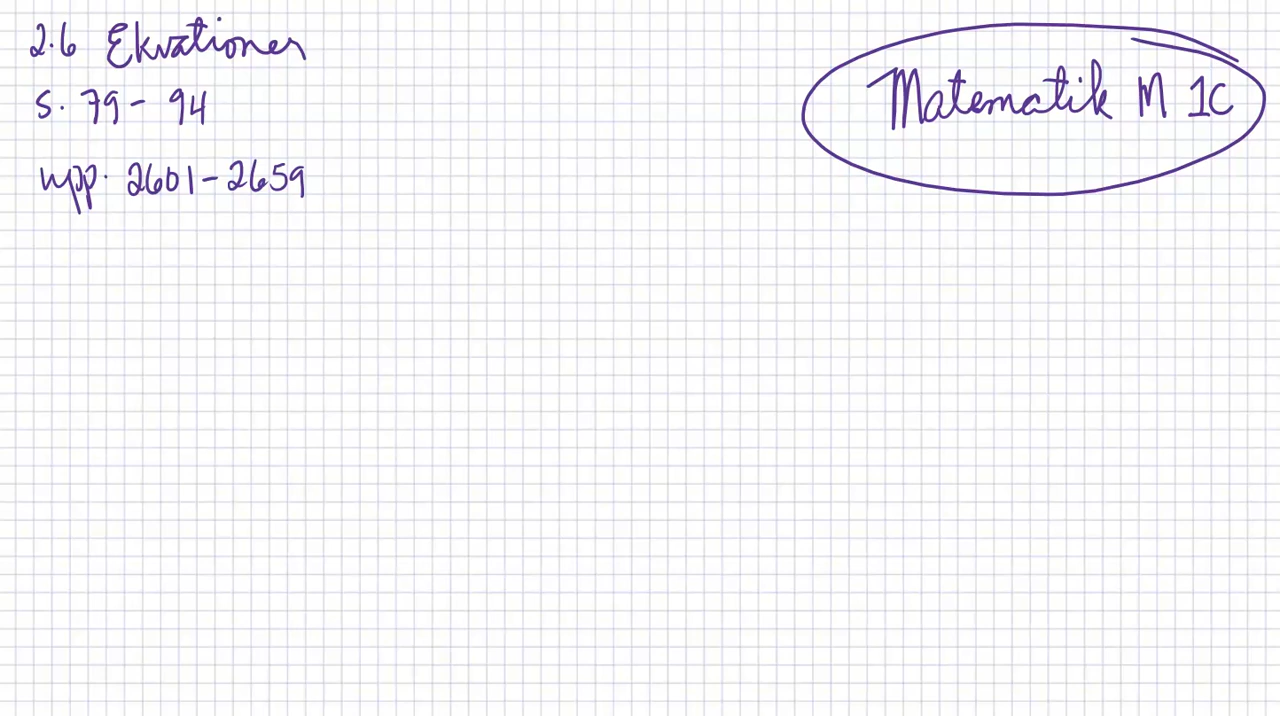 2.6 Ekvationer
s. 79- 94
upp. 2601-2659
Matematik M 1C